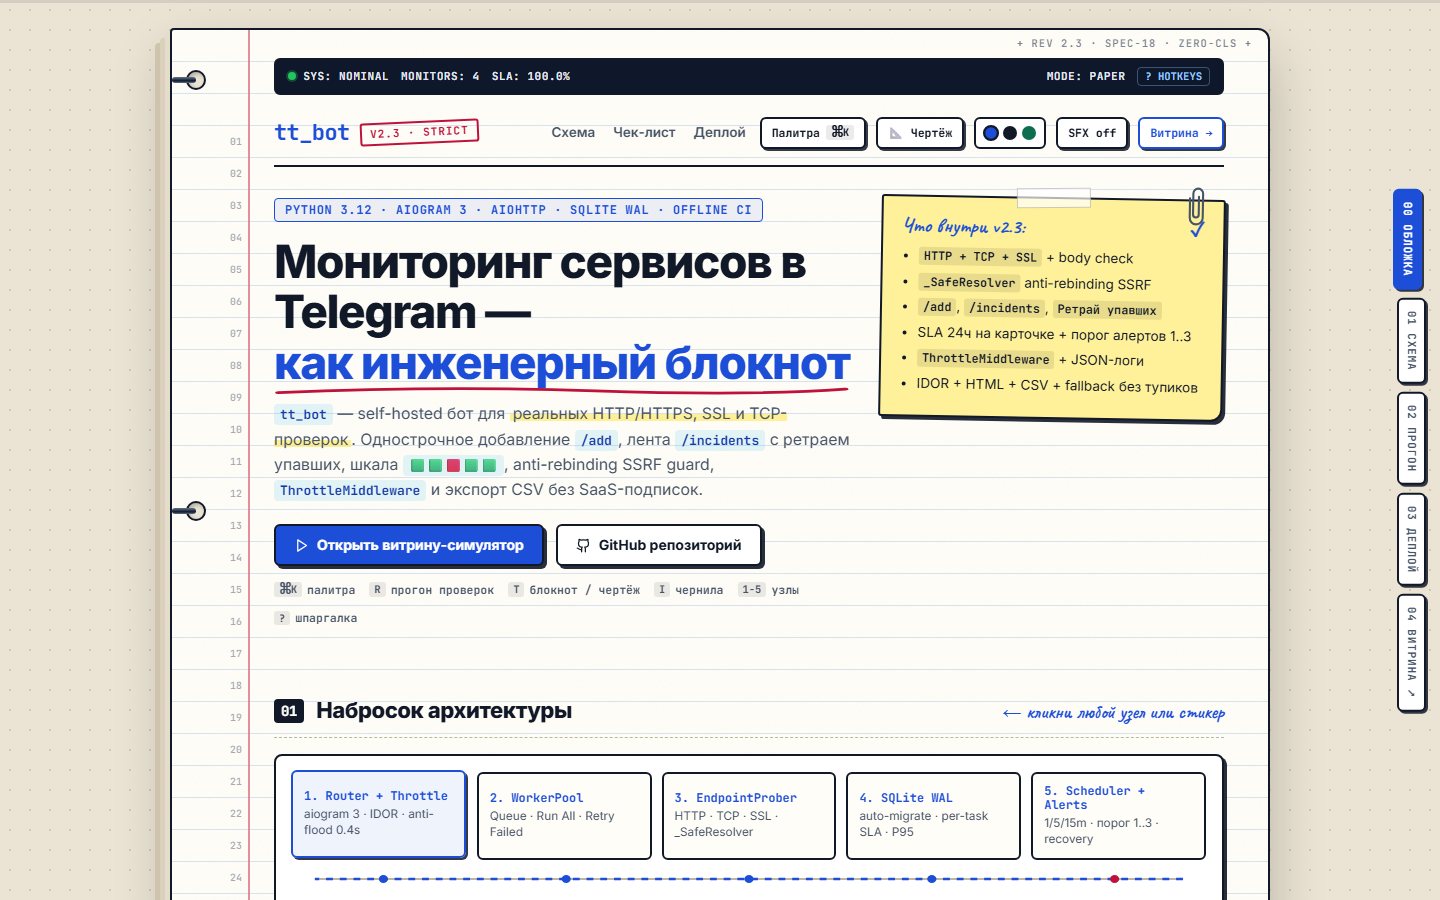 + REV 2.3 · SPEC-18 · ZERO-CLS +
SYS: NOMINAL MONITORS: 4 SLA: 100.0%
MODE: PAPER ? HOTKEYS
tt_bot V2.3 · STRICT
Схема Чек-лист Деплой Палитра ⌘K 📐 Чертёж SFX off Витрина →
PYTHON 3.12 · AIOGRAM 3 · AIOHTTP · SQLITE WAL · OFFLINE CI
Мониторинг сервисов в
Telegram —
как инженерный блокнот
tt_bot — self-hosted бот для реальных HTTP/HTTPS, SSL и TCP-
проверок. Однострочное добавление /add, лента /incidents с ретраем
упавших, шкала 🟩🟩🟥🟩🟩, anti-rebinding SSRF guard,
ThrottleMiddleware и экспорт CSV без SaaS-подписок.
Открыть витрину-симулятор
GitHub репозиторий
⌘K палитра R прогон проверок T блокнот / чертёж I чернила 1-5 узлы
? шпаргалка
Что внутри v2.3:
✓
• HTTP + TCP + SSL + body check
• _SafeResolver anti-rebinding SSRF
• /add, /incidents, Ретрай упавших
• SLA 24ч на карточке + порог алертов 1..3
• ThrottleMiddleware + JSON-логи
• IDOR + HTML + CSV + fallback без тупиков
01 Набросок архитектуры
← кликни любой узел или стикер
1. Router + Throttle
aiogram 3 · IDOR · anti-
flood 0.4s
2. WorkerPool
Queue · Run All · Retry
Failed
3. EndpointProber
HTTP · TCP · SSL ·
_SafeResolver
4. SQLite WAL
auto-migrate · per-task
SLA · P95
5. Scheduler +
Alerts
1/5/15m · порог 1..3 ·
recovery
01
02
03
04
05
06
07
08
09
10
11
12
13
14
15
16
17
18
19
20
21
22
23
24
00 ОБЛОЖКА
01 СХЕМА
02 ПРОГОН
03 ДЕПЛОЙ
04 ВИТРИНА ↗